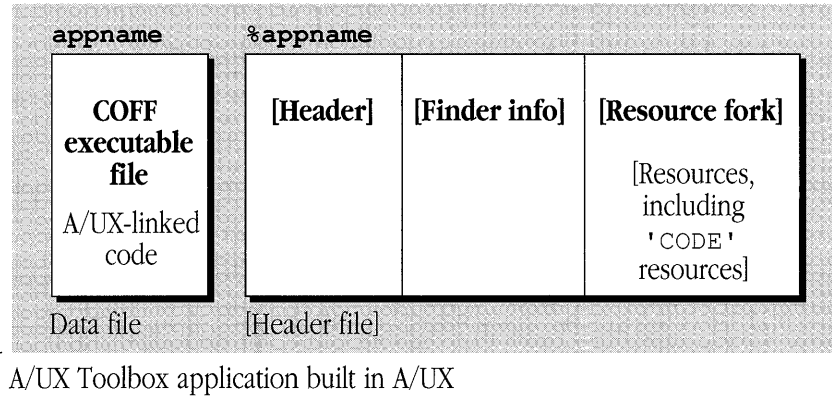 appname
%appname
COFF
executable
file
A/UX-linked
code
[Header]
[Finder info]
[Resource fork]
[Resources,
including
'CODE'
resources]
Data file
[Header file]
A/UX Toolbox application built in A/UX